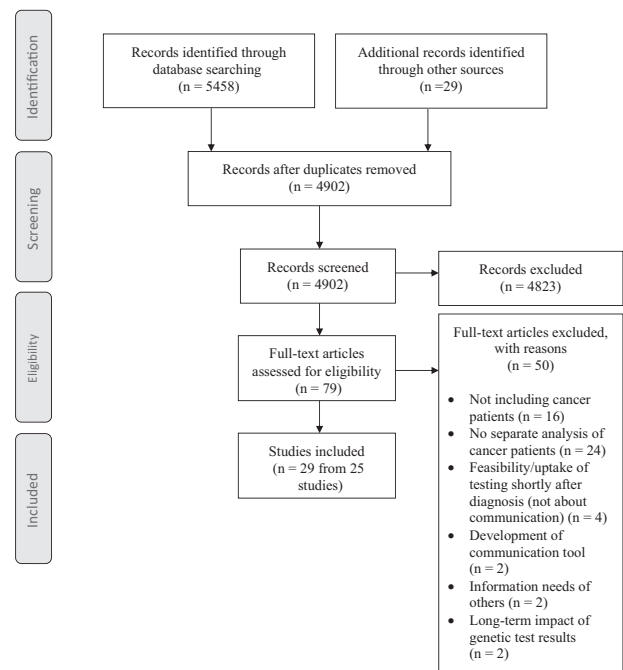 Identification
Records identified through
database searching
(n = 5458)
Additional records identified
through other sources
(n =29)
Screening
Records after duplicates removed
(n = 4902)
Records screened
(n = 4902)
Records excluded
(n = 4823)
Eligibility
Full-text articles
assessed for eligibility
(n = 79)
Full-text articles excluded,
with reasons
(n = 50)
• Not including cancer
patients (n = 16)
• No separate analysis of
cancer patients (n = 24)
• Feasibility/uptake of
testing shortly after
diagnosis (not about
communication) (n = 4)
• Development of
communication tool
(n = 2)
• Information needs of
others (n = 2)
• Long-term impact of
genetic test results
(n = 2)
Included
Studies included
(n = 29 from 25
studies)